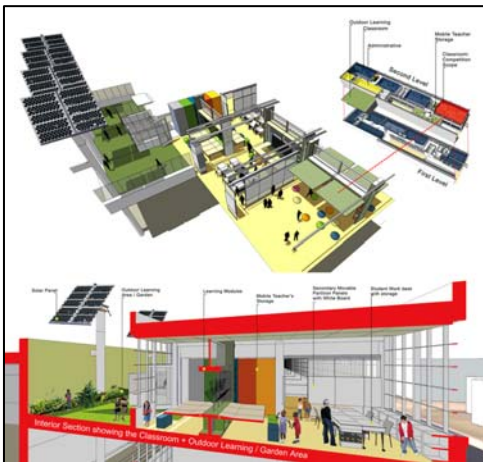 Outdoor Learning
Classroom
Administrative
Mobile Teacher
Storage
Classroom
Competition
Scope
Second Level
First Level
Solar Panel
Outdoor Learning
Area / Garden
Learning Modules
Mobile Teacher's
Storage
Secondary Movable
Partition Panels
with White Board
Student Work desk
with storage
Interior Section showing the Classroom + Outdoor Learning / Garden Area